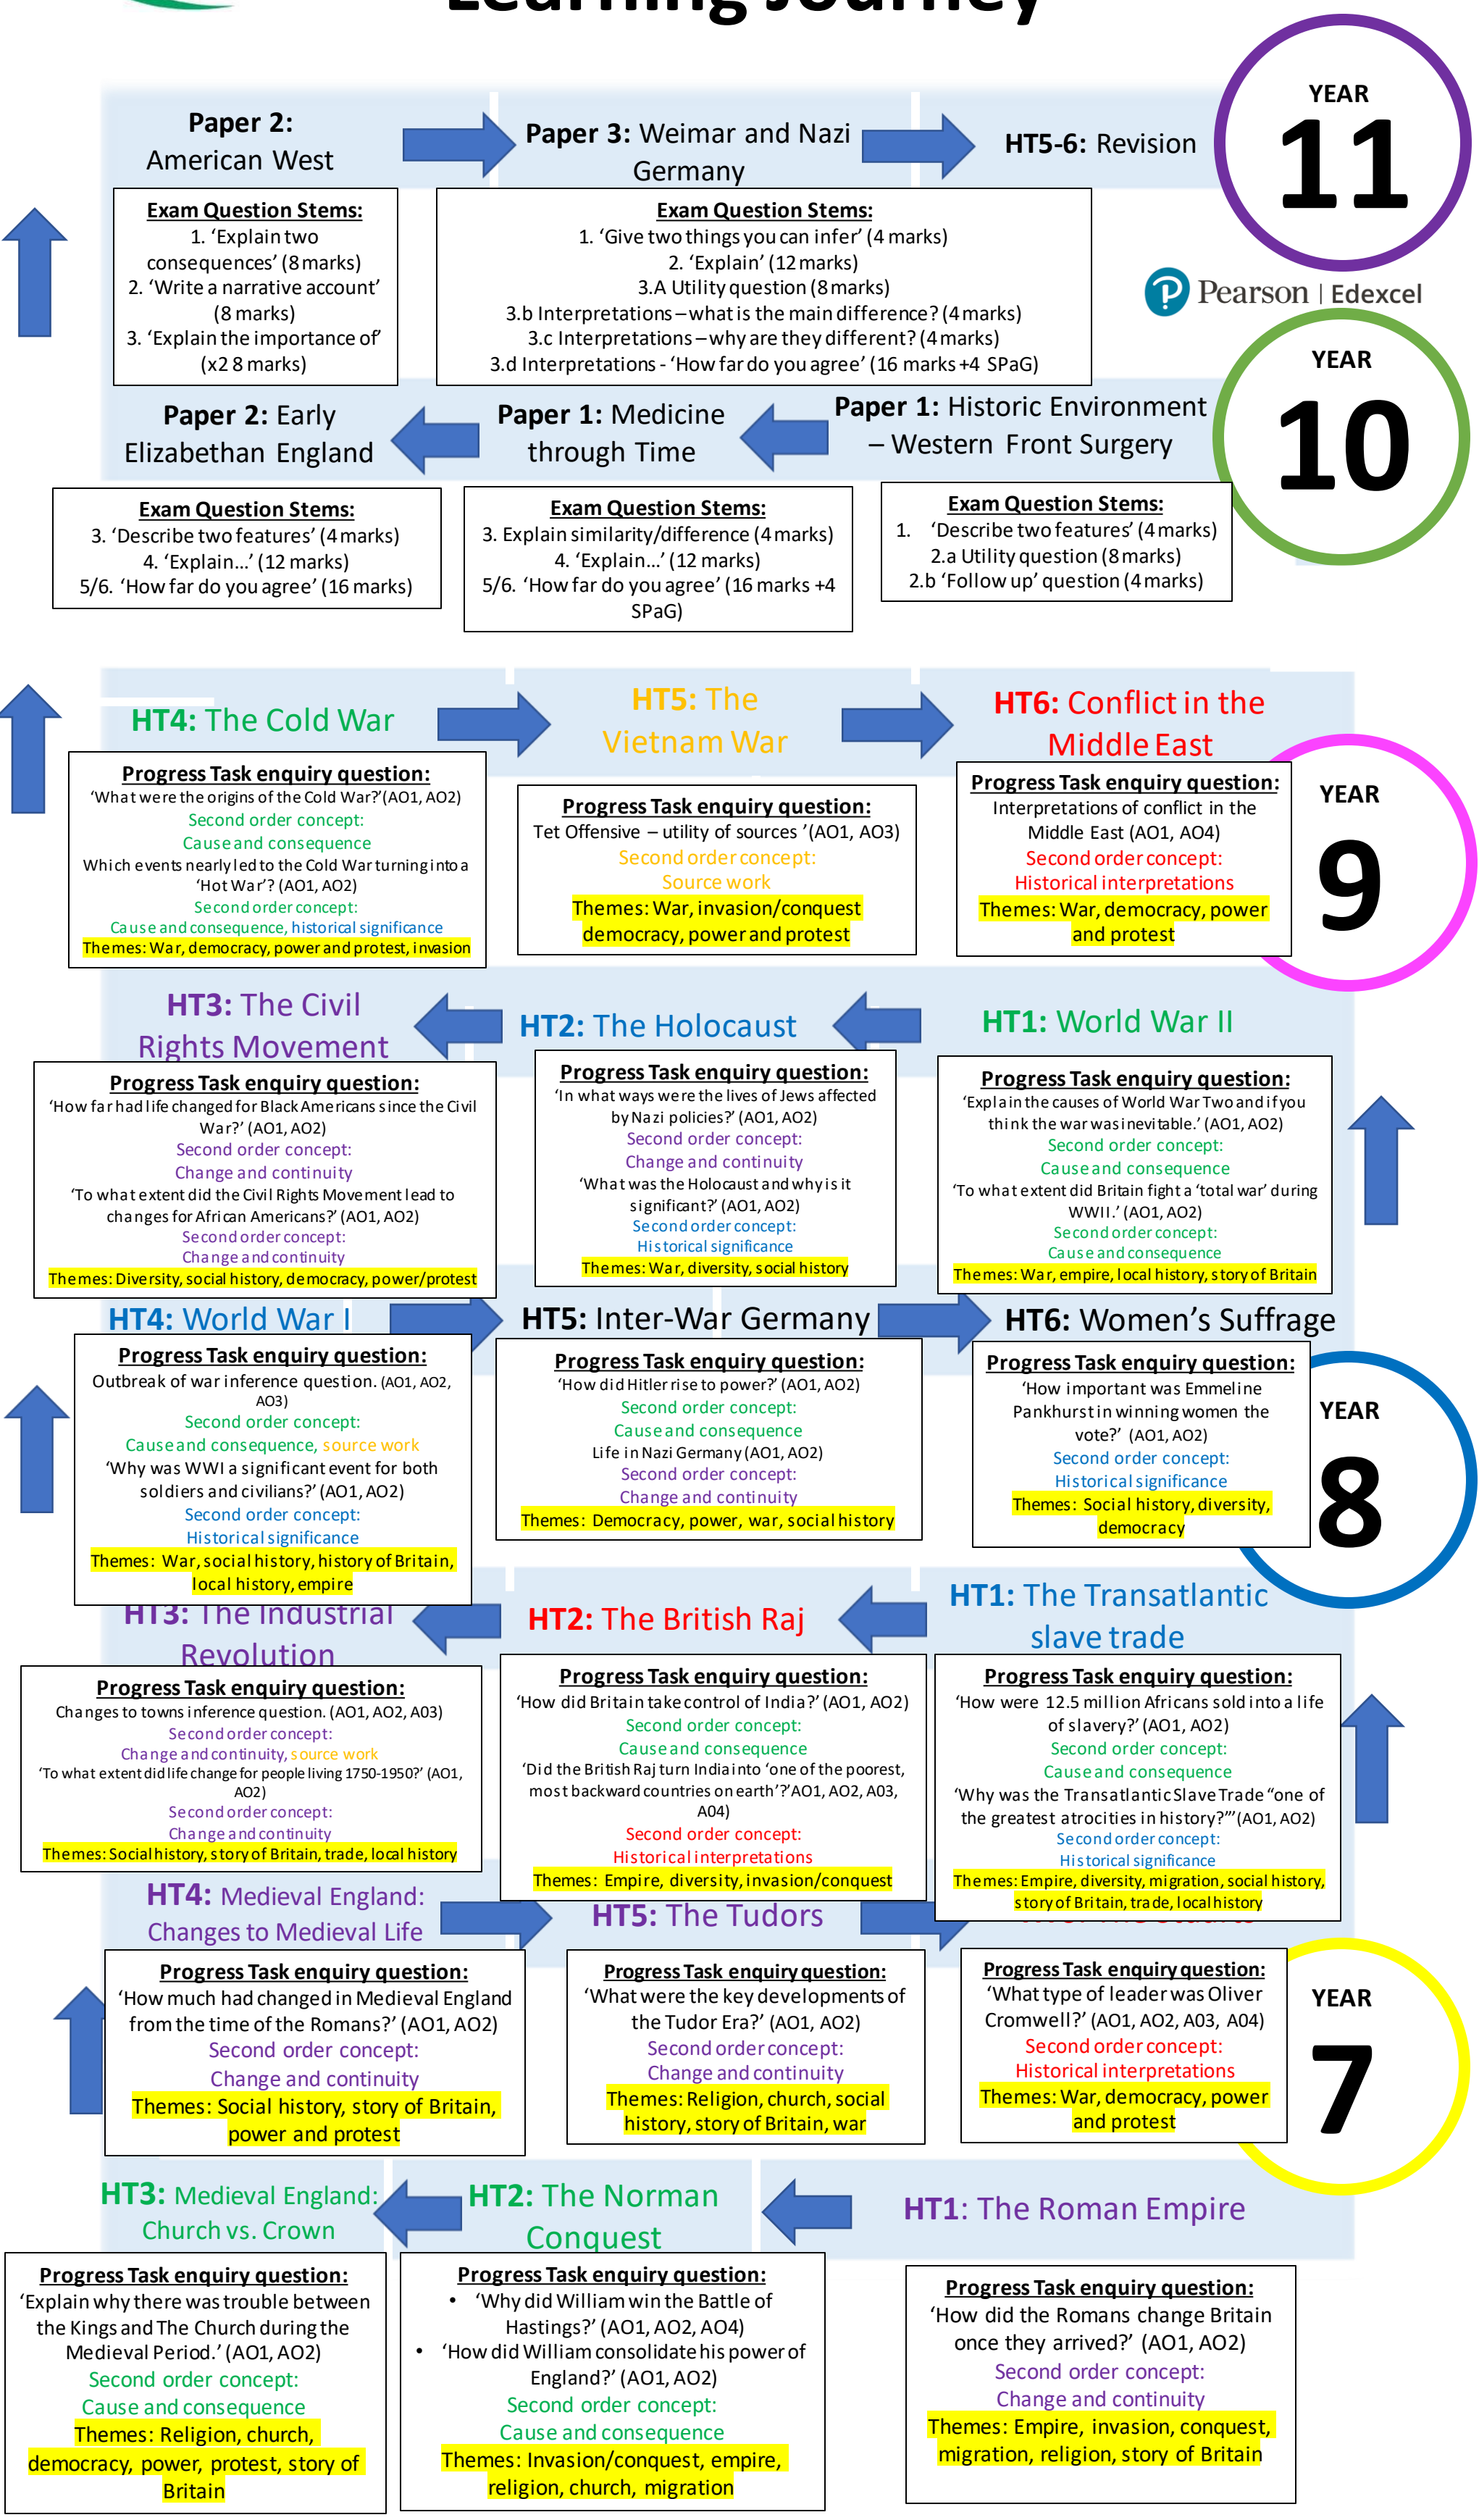 Learning Journey
YEAR
11
Paper 2:
American West
Paper 3: Weimar and Nazi
Germany
HT5-6: Revision
Exam Question Stems:
1. ‘Explain two
consequences’ (8 marks)
2. ‘Write a narrative account’
(8 marks)
3. ‘Explain the importance of’
(x2 8 marks)
Exam Question Stems:
1. ‘Give two things you can infer’ (4 marks)
2. ‘Explain’ (12 marks)
3.A Utility question (8 marks)
3.b Interpretations – what is the main difference? (4 marks)
3.c Interpretations – why are they different? (4 marks)
3.d Interpretations - ‘How far do you agree’ (16 marks +4 SPaG)
Pearson | Edexcel
YEAR
10
Paper 2: Early
Elizabethan England
Paper 1: Medicine
through Time
Paper 1: Historic Environment
– Western Front Surgery
Exam Question Stems:
3. ‘Describe two features’ (4 marks)
4. ‘Explain...’ (12 marks)
5/6. ‘How far do you agree’ (16 marks)
Exam Question Stems:
3. Explain similarity/difference (4 marks)
4. ‘Explain...’ (12 marks)
5/6. ‘How far do you agree’ (16 marks +4
SPaG)
Exam Question Stems:
1. ‘Describe two features’ (4 marks)
2.a Utility question (8 marks)
2.b ‘Follow up’ question (4 marks)
HT4: The Cold War
HT5: The
Vietnam War
HT6: Conflict in the
Middle East
YEAR
9
Progress Task enquiry question:
‘What were the origins of the Cold War?’(AO1, AO2)
Second order concept:
Cause and consequence
Which events nearly led to the Cold War turning into a
‘Hot War’? (AO1, AO2)
Second order concept:
Cause and consequence, historical significance
Themes: War, democracy, power and protest, invasion
Progress Task enquiry question:
Tet Offensive – utility of sources ’(AO1, AO3)
Second order concept:
Source work
Themes: War, invasion/conquest
democracy, power and protest
Progress Task enquiry question:
Interpretations of conflict in the
Middle East (AO1, AO4)
Second order concept:
Historical interpretations
Themes: War, democracy, power
and protest
HT3: The Civil
Rights Movement
HT2: The Holocaust
HT1: World War II
Progress Task enquiry question:
‘How far had life changed for Black Americans since the Civil
War?’ (AO1, AO2)
Second order concept:
Change and continuity
‘To what extent did the Civil Rights Movement lead to
changes for African Americans?’ (AO1, AO2)
Second order concept:
Change and continuity
Themes: Diversity, social history, democracy, power/protest
Progress Task enquiry question:
‘In what ways were the lives of Jews affected
by Nazi policies?’ (AO1, AO2)
Second order concept:
Change and continuity
‘What was the Holocaust and why is it
significant?’ (AO1, AO2)
Second order concept:
Historical significance
Themes: War, diversity, social history
Progress Task enquiry question:
‘Explain the causes of World War Two and if you
think the war was inevitable.’ (AO1, AO2)
Second order concept:
Cause and consequence
‘To what extent did Britain fight a ‘total war’ during
WWII.’ (AO1, AO2)
Second order concept:
Cause and consequence
Themes: War, empire, local history, story of Britain
HT4: World War I
HT5: Inter-War Germany
HT6: Women’s Suffrage
YEAR
8
Progress Task enquiry question:
Outbreak of war inference question. (AO1, AO2,
AO3)
Second order concept:
Cause and consequence, source work
‘Why was WWI a significant event for both
soldiers and civilians?’ (AO1, AO2)
Second order concept:
Historical significance
Themes: War, social history, history of Britain,
local history, empire
Progress Task enquiry question:
‘How did Hitler rise to power?’ (AO1, AO2)
Second order concept:
Cause and consequence
Life in Nazi Germany (AO1, AO2)
Second order concept:
Change and continuity
Themes: Democracy, power, war, social history
Progress Task enquiry question:
‘How important was Emmeline
Pankhurst in winning women the
vote?’ (AO1, AO2)
Second order concept:
Historical significance
Themes: Social history, diversity,
democracy
HT3: The Industrial
Revolution
HT2: The British Raj
HT1: The Transatlantic
slave trade
Progress Task enquiry question:
Changes to towns inference question. (AO1, AO2, A03)
Second order concept:
Change and continuity, source work
‘To what extent did life change for people living 1750-1950?’ (AO1,
AO2)
Second order concept:
Change and continuity
Themes: Social history, story of Britain, trade, local history
Progress Task enquiry question:
‘How did Britain take control of India?’ (AO1, AO2)
Second order concept:
Cause and consequence
‘Did the British Raj turn India into ‘one of the poorest,
most backward countries on earth’?’AO1, AO2, A03,
A04)
Second order concept:
Historical interpretations
Themes: Empire, diversity, invasion/conquest
Progress Task enquiry question:
‘How were 12.5 million Africans sold into a life
of slavery?’ (AO1, AO2)
Second order concept:
Cause and consequence
‘Why was the Transatlantic Slave Trade “one of
the greatest atrocities in history?”’ (AO1, AO2)
Second order concept:
Historical significance
Themes: Empire, diversity, migration, social history,
story of Britain, trade, local history
HT4: Medieval England:
Changes to Medieval Life
HT5: The Tudors
YEAR
7
Progress Task enquiry question:
‘How much had changed in Medieval England
from the time of the Romans?’ (AO1, AO2)
Second order concept:
Change and continuity
Themes: Social history, story of Britain,
power and protest
Progress Task enquiry question:
‘What were the key developments of
the Tudor Era?’ (AO1, AO2)
Second order concept:
Change and continuity
Themes: Religion, church, social
history, story of Britain, war
Progress Task enquiry question:
‘What type of leader was Oliver
Cromwell?’ (AO1, AO2, A03, A04)
Second order concept:
Historical interpretations
Themes: War, democracy, power
and protest
HT3: Medieval England:
Church vs. Crown
HT2: The Norman
Conquest
HT1: The Roman Empire
Progress Task enquiry question:
‘Explain why there was trouble between
the Kings and The Church during the
Medieval Period.’ (AO1, AO2)
Second order concept:
Cause and consequence
Themes: Religion, church,
democracy, power, protest, story of
Britain
Progress Task enquiry question:
• ‘Why did William win the Battle of
Hastings?’ (AO1, AO2, AO4)
• ‘How did William consolidate his power of
England?’ (AO1, AO2)
Second order concept:
Cause and consequence
Themes: Invasion/conquest, empire,
religion, church, migration
Progress Task enquiry question:
‘How did the Romans change Britain
once they arrived?’ (AO1, AO2)
Second order concept:
Change and continuity
Themes: Empire, invasion, conquest,
migration, religion, story of Britain